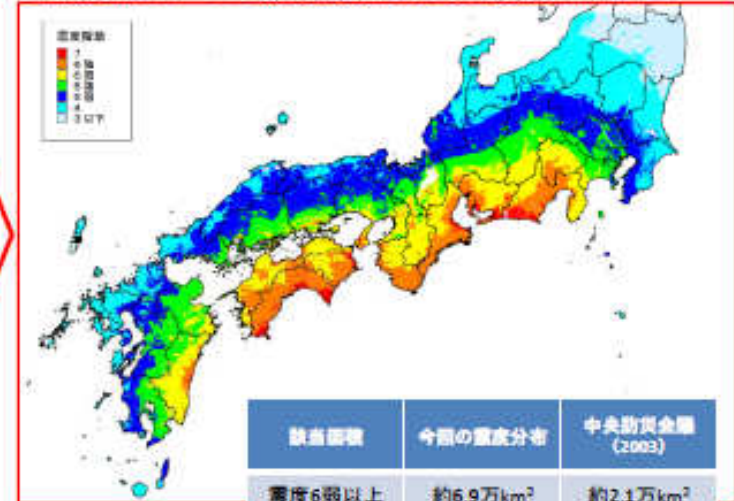 震度階級
7
6強
6弱
5強
5弱
4
3以下
該当面積 今回の震度分布 中央防災会議
(2003)
震度6弱以上 約6.9万km² 約2.1万km²